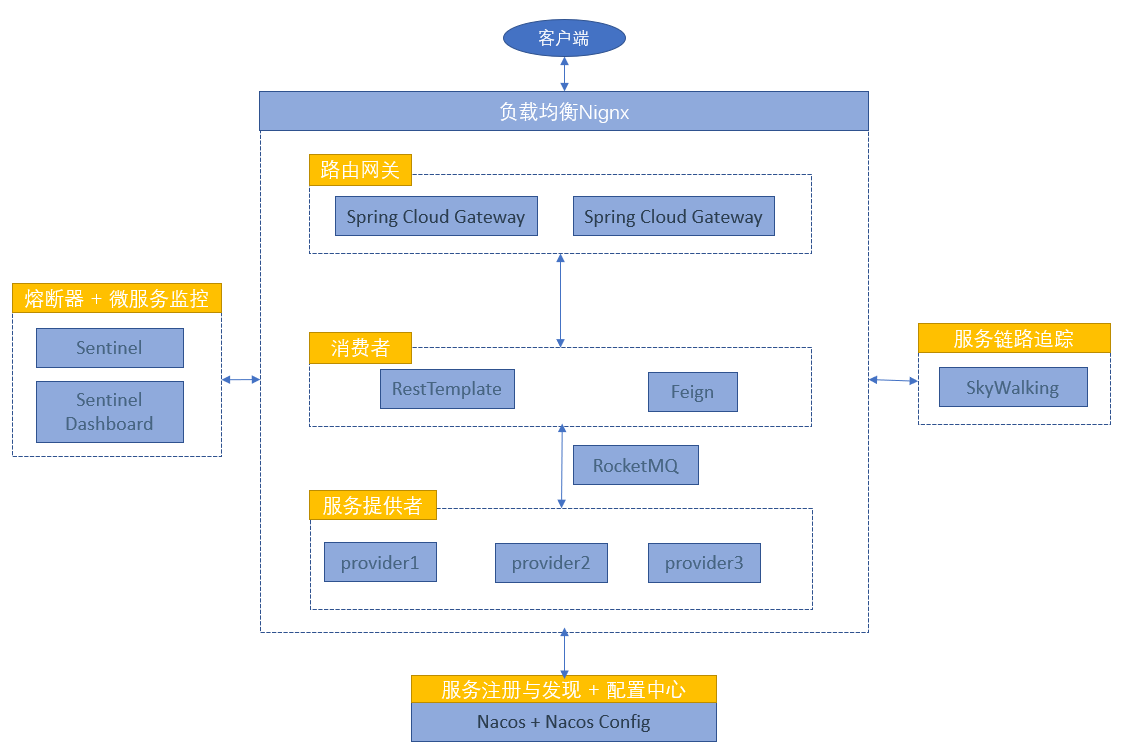 客户端
负载均衡Nignx
路由网关
Spring Cloud Gateway
Spring Cloud Gateway
熔断器 + 微服务监控
Sentinel
Sentinel
Dashboard
消费者
RestTemplate
Feign
服务链路追踪
SkyWalking
RocketMQ
服务提供者
provider1
provider2
provider3
服务注册与发现 + 配置中心
Nacos + Nacos Config